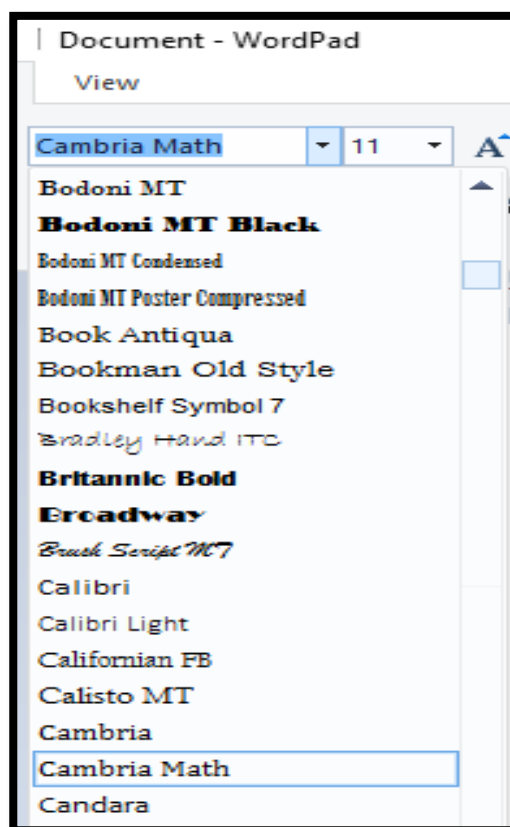 Document - WordPad
View
Cambria Math 11 A
Bodoni MT
Bodoni MT Black
Bodoni MT Condensed
Bodoni MT Poster Compressed
Book Antiqua
Bookman Old Style
Bookshelf Symbol 7
Bradley Hand ITC
Britannic Bold
Broadway
Brush Script MT
Calibri
Calibri Light
Californian FB
Calisto MT
Cambria
Cambria Math
Candara